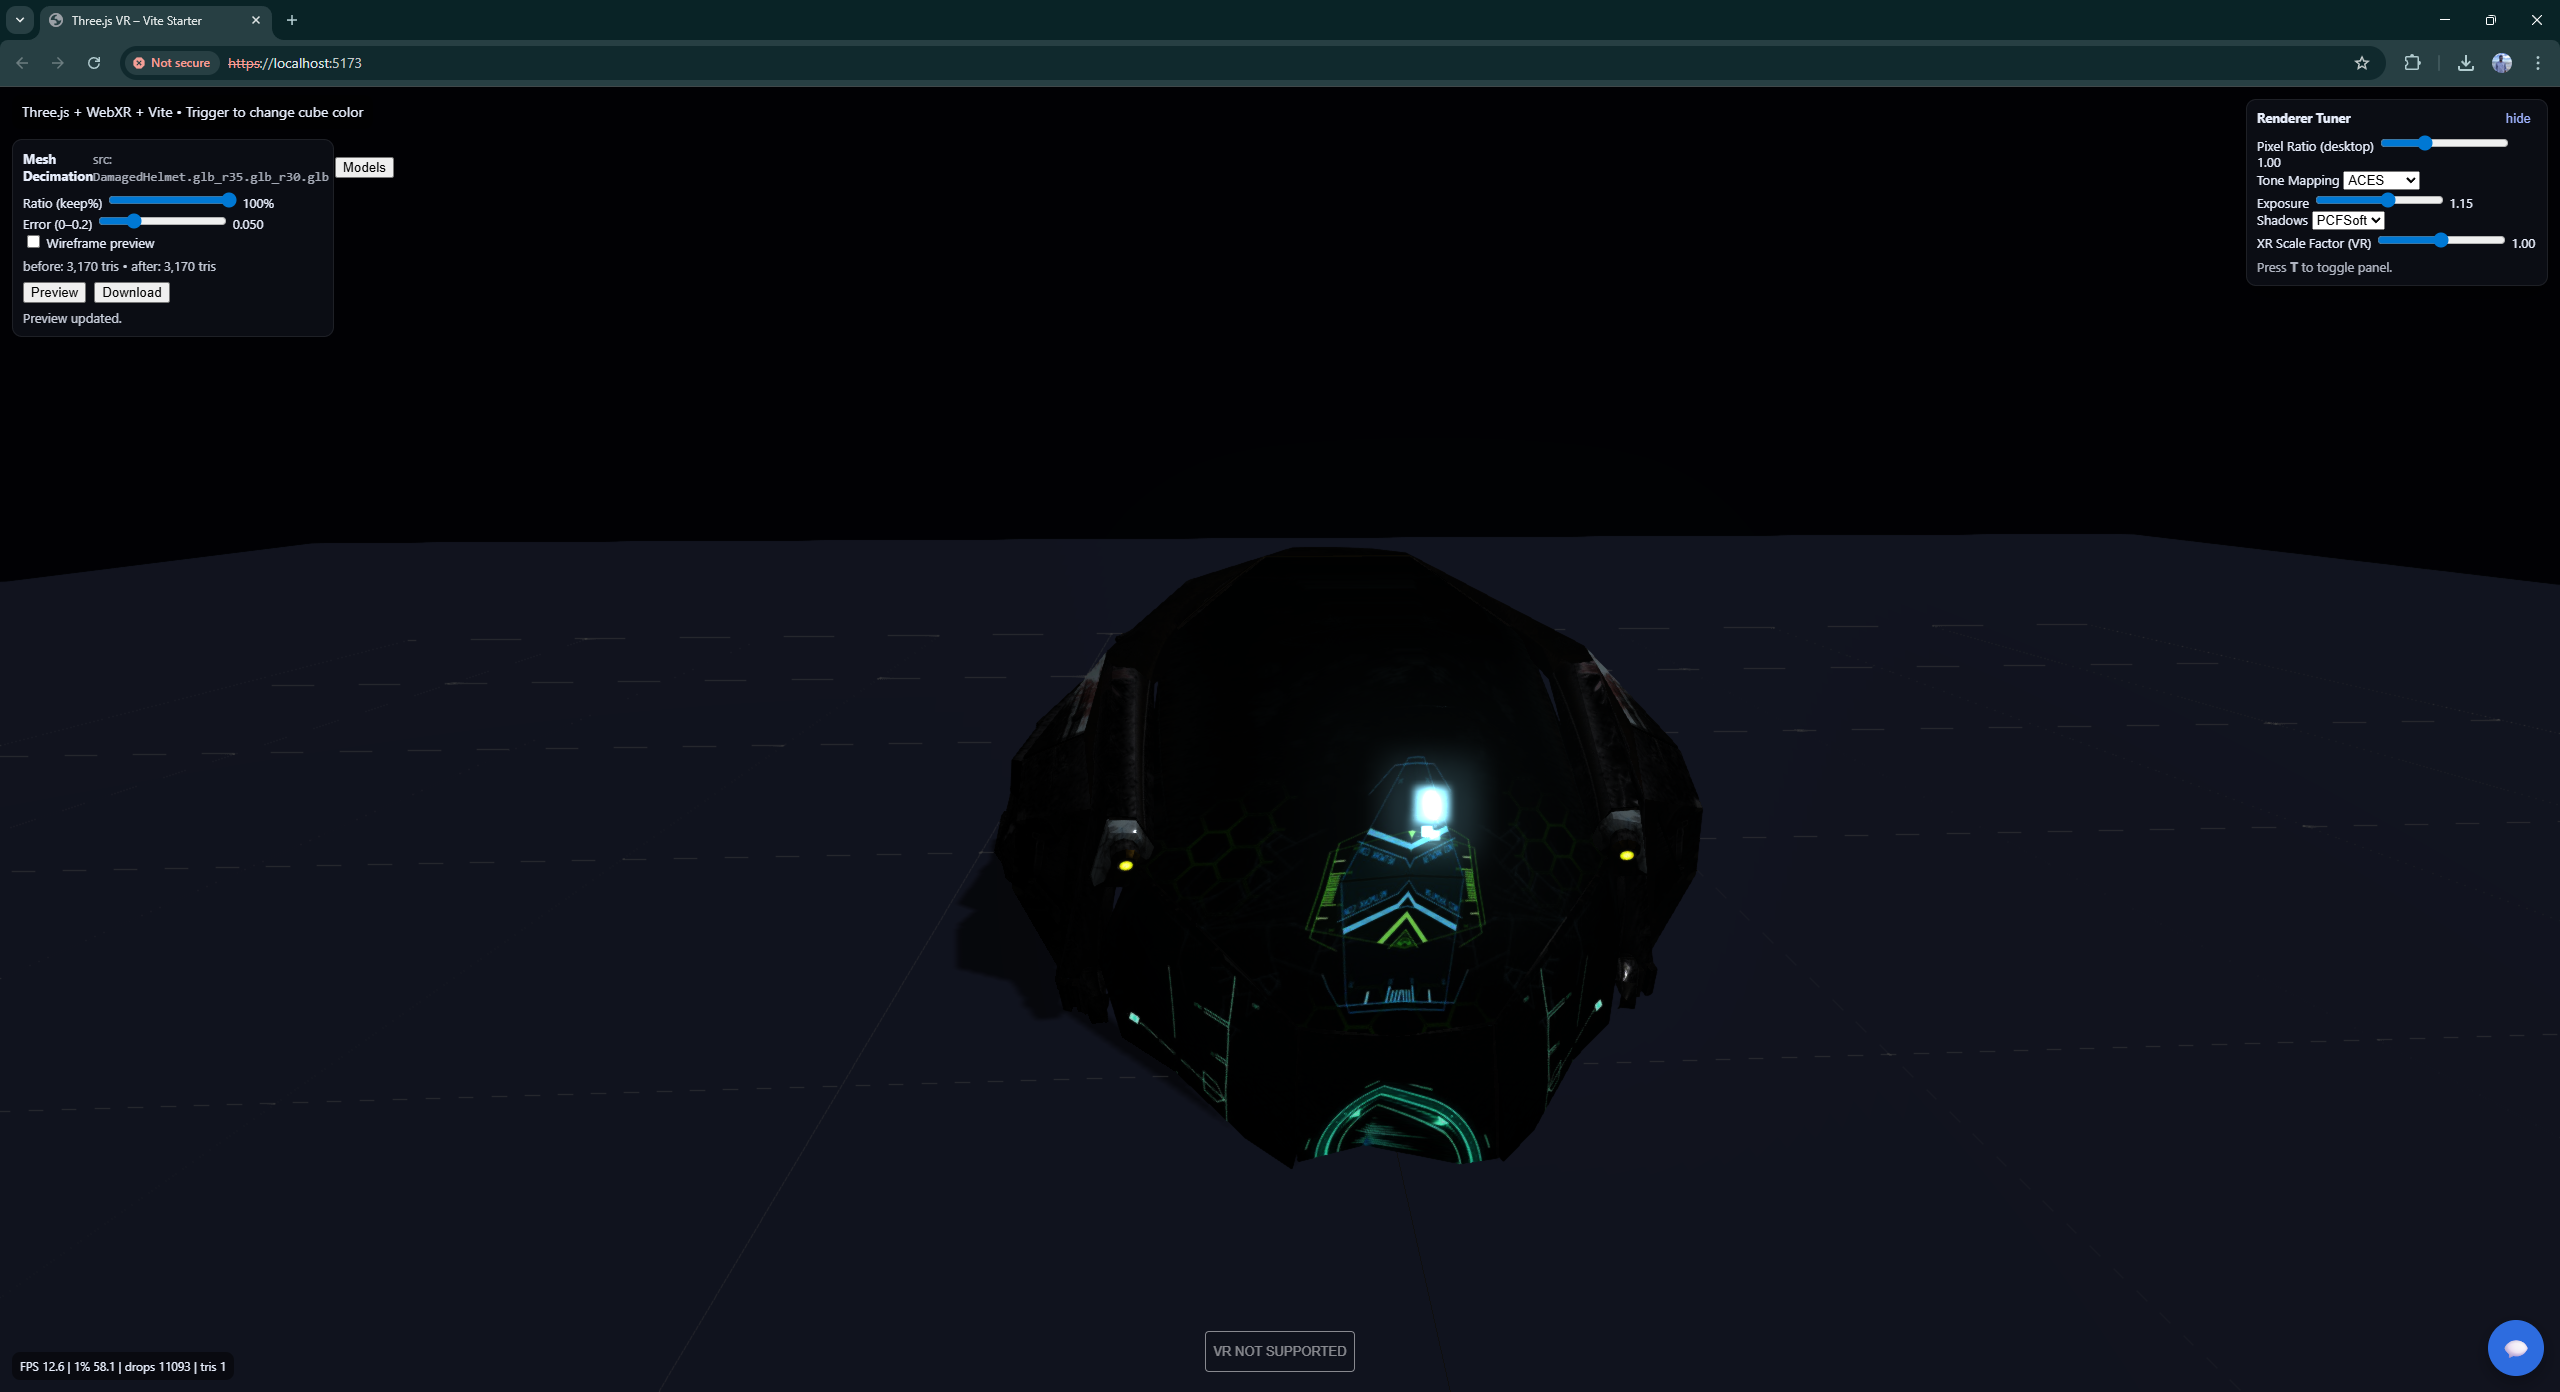 Three.js VR – Vite Starter
Not secure
https://localhost:5173
Three.js + WebXR + Vite • Trigger to change cube color
Mesh Decimation
src: DamagedHelmet.glb_r35.glb_r30.glb
Models
Ratio (keep%) 100%
Error (0–0.2) 0.050
Wireframe preview
before: 3,170 tris • after: 3,170 tris
Preview Download
Preview updated.
Renderer Tuner hide
Pixel Ratio (desktop)
1.00
Tone Mapping ACES
Exposure 1.15
Shadows PCFSoft
XR Scale Factor (VR) 1.00
Press T to toggle panel.
VR NOT SUPPORTED
FPS 12.6 | 1% 58.1 | drops 11093 | tris 1